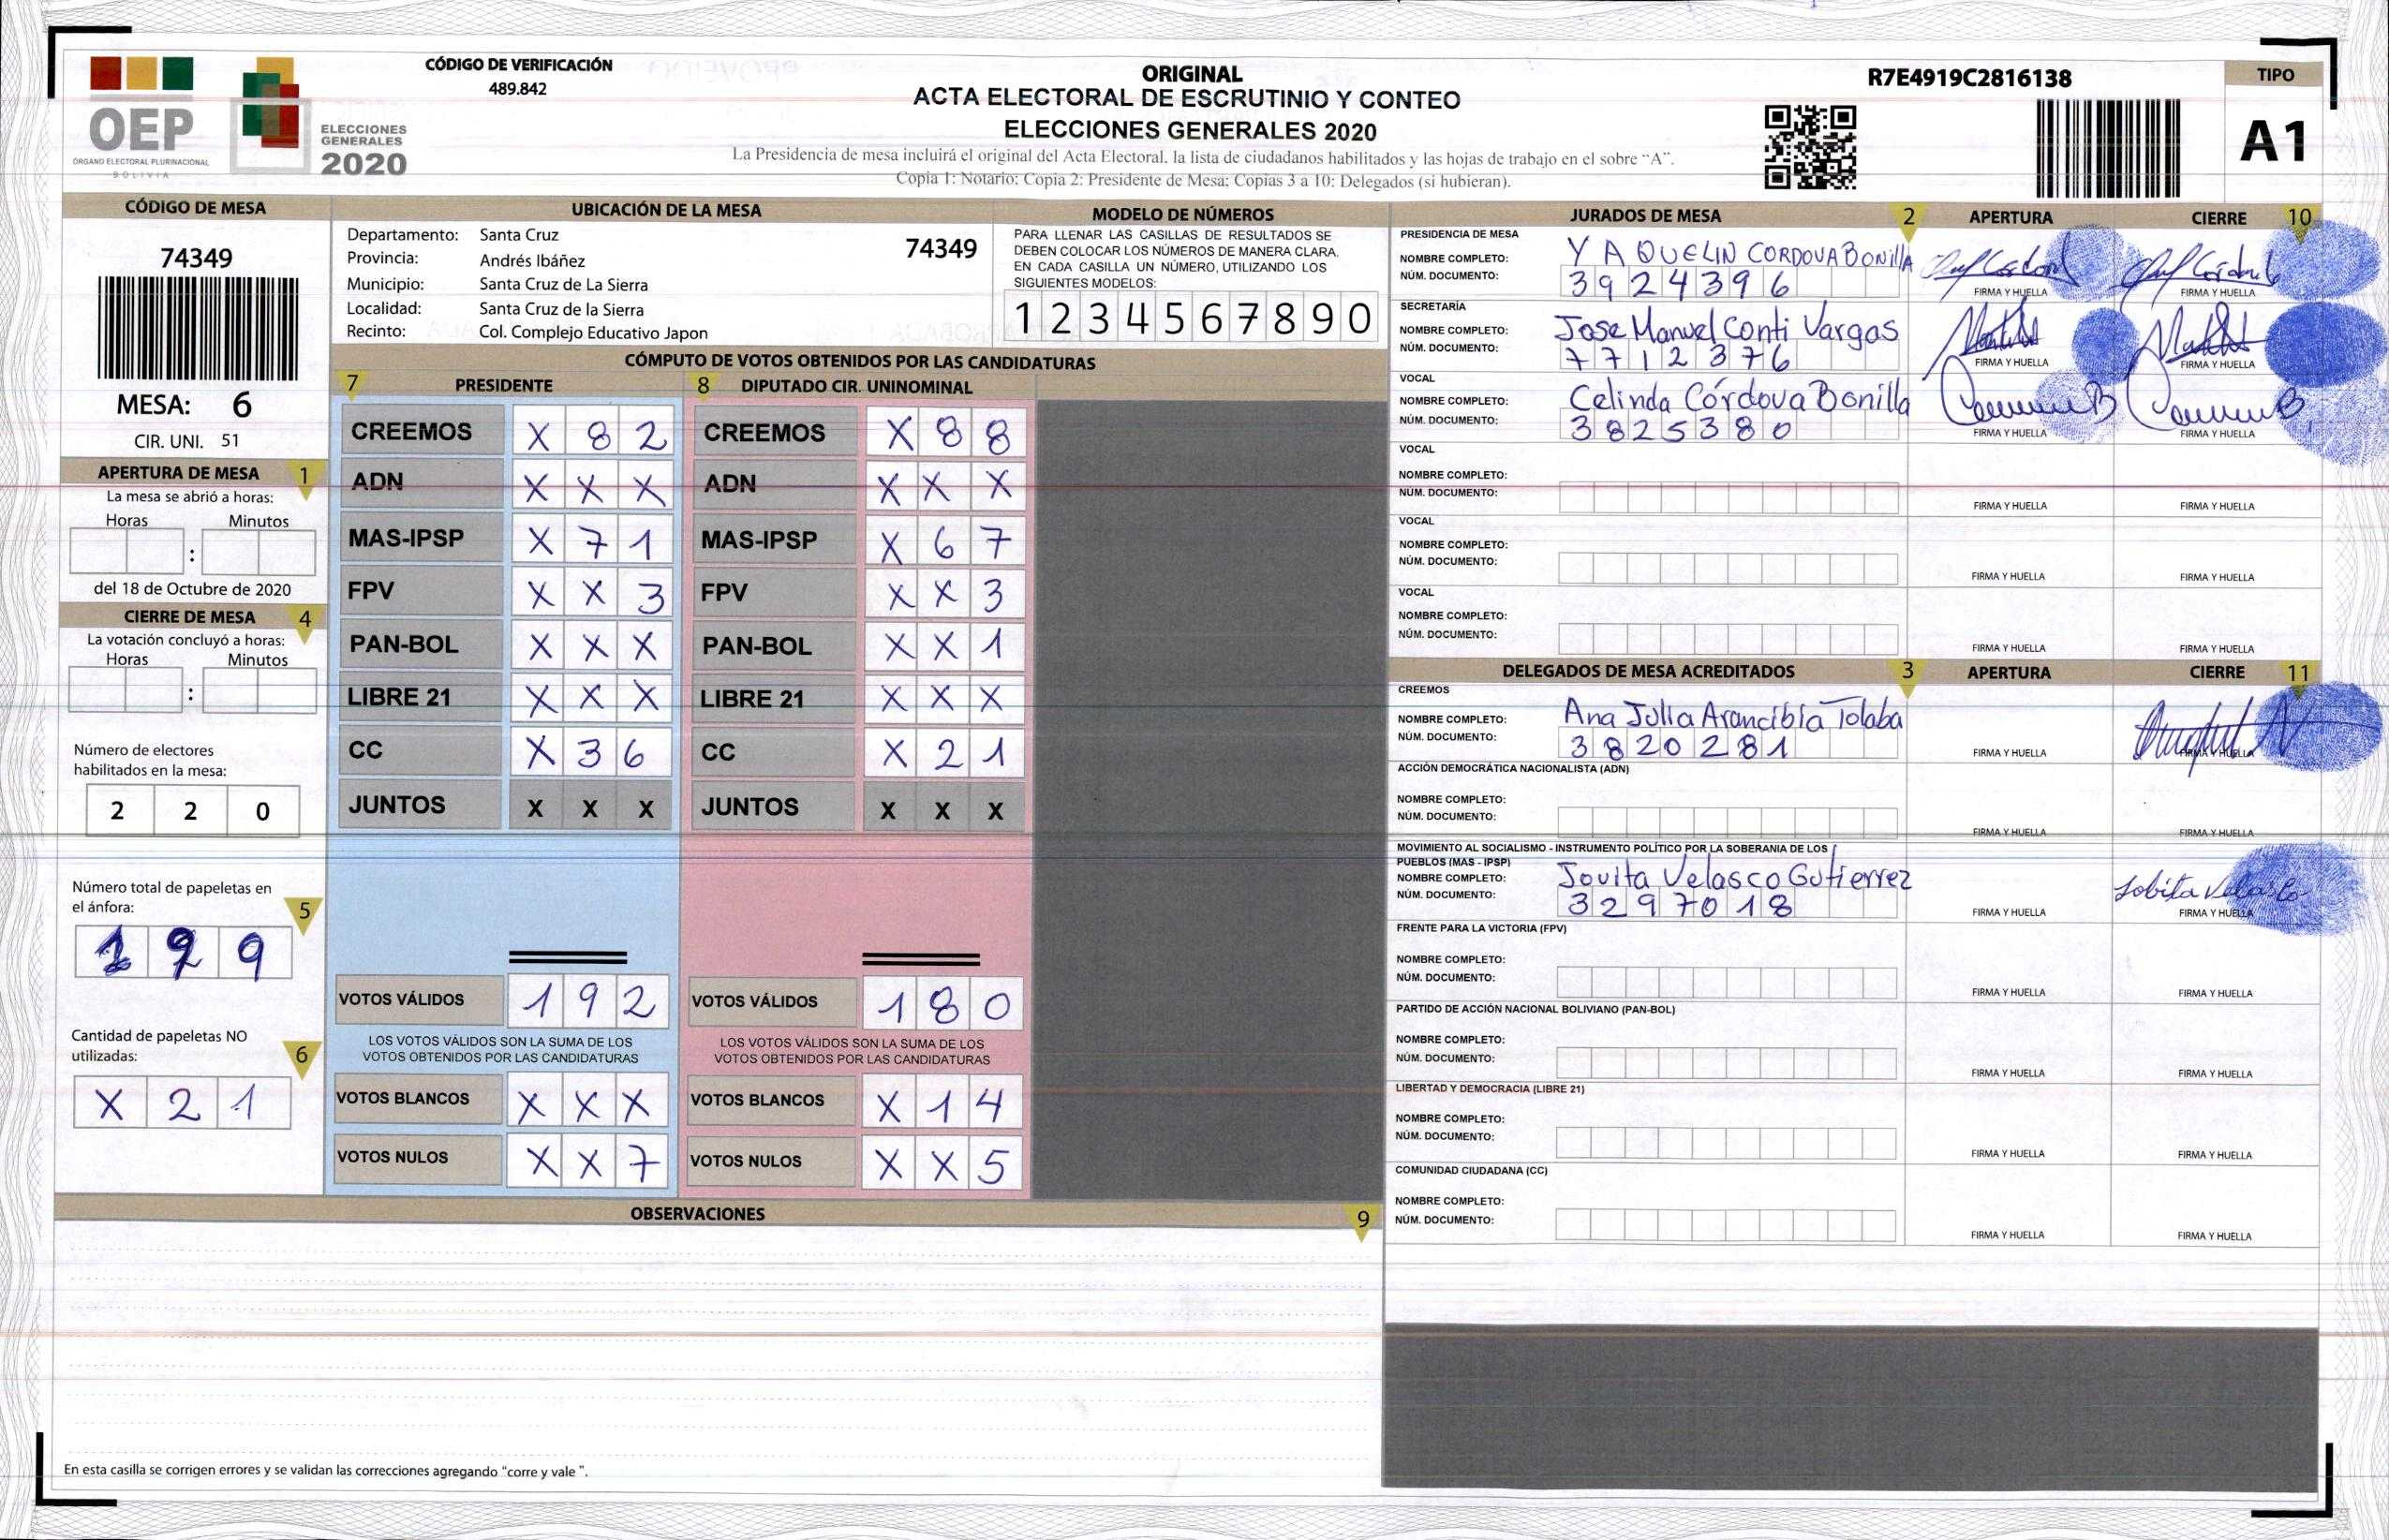 CÓDIGO DE VERIFICACIÓN
489.842
OEP
ÓRGANO ELECTORAL PLURINACIONAL
BOLIVIA
ELECCIONES
GENERALES
2020
ORIGINAL
ACTA ELECTORAL DE ESCRUTINIO Y CONTEO
ELECCIONES GENERALES 2020
La Presidencia de mesa incluirá el original del Acta Electoral, la lista de ciudadanos habilitados y las hojas de trabajo en el sobre "A".
Copia 1: Notario; Copia 2: Presidente de Mesa; Copias 3 a 10: Delegados (si hubieran).
R7E4919C2816138
TIPO
A1
CÓDIGO DE MESA
74349
MESA: 6
CIR. UNI. 51
APERTURA DE MESA 1
La mesa se abrió a horas:
Horas Minutos
:
del 18 de Octubre de 2020
CIERRE DE MESA 4
La votación concluyó a horas:
Horas Minutos
:
Número de electores
habilitados en la mesa:
2 2 0
Número total de papeletas en
el ánfora: 5
1 9 9
Cantidad de papeletas NO
utilizadas: 6
X 2 1
UBICACIÓN DE LA MESA
Departamento: Santa Cruz 74349
Provincia: Andrés Ibáñez
Municipio: Santa Cruz de La Sierra
Localidad: Santa Cruz de la Sierra
Recinto: Col. Complejo Educativo Japon
MODELO DE NÚMEROS
PARA LLENAR LAS CASILLAS DE RESULTADOS SE
DEBEN COLOCAR LOS NÚMEROS DE MANERA CLARA.
EN CADA CASILLA UN NÚMERO, UTILIZANDO LOS
SIGUIENTES MODELOS:
1 2 3 4 5 6 7 8 9 0
CÓMPUTO DE VOTOS OBTENIDOS POR LAS CANDIDATURAS
7 PRESIDENTE 8 DIPUTADO CIR. UNINOMINAL
CREEMOS X 8 2 CREEMOS X 8 8
ADN X X X ADN X X X
MAS-IPSP X 7 1 MAS-IPSP X 6 7
FPV X X 3 FPV X X 3
PAN-BOL X X X PAN-BOL X X 1
LIBRE 21 X X X LIBRE 21 X X X
CC X 3 6 CC X 2 1
JUNTOS X X X JUNTOS X X X
VOTOS VÁLIDOS 1 9 2 VOTOS VÁLIDOS 1 8 0
LOS VOTOS VÁLIDOS SON LA SUMA DE LOS LOS VOTOS VÁLIDOS SON LA SUMA DE LOS
VOTOS OBTENIDOS POR LAS CANDIDATURAS VOTOS OBTENIDOS POR LAS CANDIDATURAS
VOTOS BLANCOS X X X VOTOS BLANCOS X 1 4
VOTOS NULOS X X 7 VOTOS NULOS X X 5
OBSERVACIONES 9
En esta casilla se corrigen errores y se validan las correcciones agregando "corre y vale ".
JURADOS DE MESA 2 APERTURA CIERRE 10
PRESIDENCIA DE MESA
NOMBRE COMPLETO: YAQUELIN CORDOVA BONILLA
NÚM. DOCUMENTO: 3924396
FIRMA Y HUELLA FIRMA Y HUELLA
SECRETARÍA
NOMBRE COMPLETO: Jose Manuel Conti Vargas
NÚM. DOCUMENTO: 7712376
FIRMA Y HUELLA FIRMA Y HUELLA
VOCAL
NOMBRE COMPLETO: Celinda Córdova Bonilla
NÚM. DOCUMENTO: 3825380
FIRMA Y HUELLA FIRMA Y HUELLA
VOCAL
NOMBRE COMPLETO:
NÚM. DOCUMENTO:
FIRMA Y HUELLA FIRMA Y HUELLA
VOCAL
NOMBRE COMPLETO:
NÚM. DOCUMENTO:
FIRMA Y HUELLA FIRMA Y HUELLA
VOCAL
NOMBRE COMPLETO:
NÚM. DOCUMENTO:
FIRMA Y HUELLA FIRMA Y HUELLA
DELEGADOS DE MESA ACREDITADOS 3 APERTURA CIERRE 11
CREEMOS
NOMBRE COMPLETO: Ana Julia Arancibia Tolaba
NÚM. DOCUMENTO: 3820281
FIRMA Y HUELLA FIRMA Y HUELLA
ACCIÓN DEMOCRÁTICA NACIONALISTA (ADN)
NOMBRE COMPLETO:
NÚM. DOCUMENTO:
FIRMA Y HUELLA FIRMA Y HUELLA
MOVIMIENTO AL SOCIALISMO - INSTRUMENTO POLÍTICO POR LA SOBERANIA DE LOS
PUEBLOS (MAS - IPSP)
NOMBRE COMPLETO: Jovita Velasco Gutierrez
NÚM. DOCUMENTO: 3297018
Jobita Velasco
FIRMA Y HUELLA FIRMA Y HUELLA
FRENTE PARA LA VICTORIA (FPV)
NOMBRE COMPLETO:
NÚM. DOCUMENTO:
FIRMA Y HUELLA FIRMA Y HUELLA
PARTIDO DE ACCIÓN NACIONAL BOLIVIANO (PAN-BOL)
NOMBRE COMPLETO:
NÚM. DOCUMENTO:
FIRMA Y HUELLA FIRMA Y HUELLA
LIBERTAD Y DEMOCRACIA (LIBRE 21)
NOMBRE COMPLETO:
NÚM. DOCUMENTO:
FIRMA Y HUELLA FIRMA Y HUELLA
COMUNIDAD CIUDADANA (CC)
NOMBRE COMPLETO:
NÚM. DOCUMENTO:
FIRMA Y HUELLA FIRMA Y HUELLA